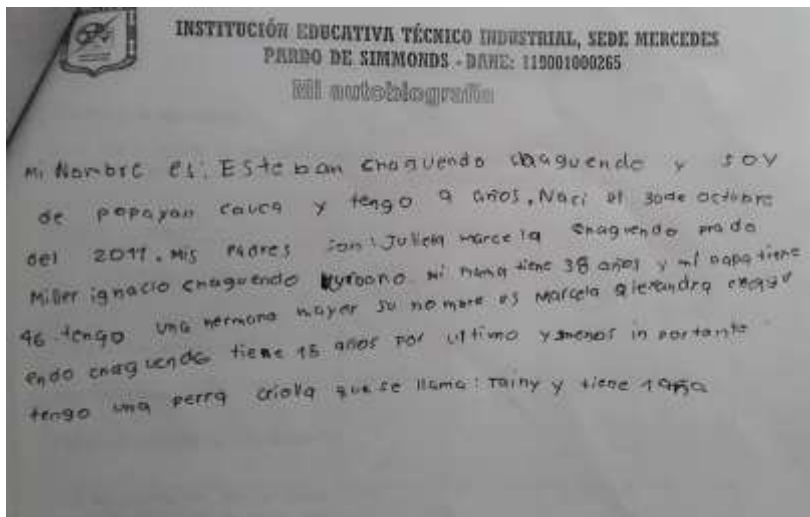 INSTITUCIÓN EDUCATIVA TÉCNICO INDUSTRIAL, SEDE MERCEDES
PARDO DE SIMMONDS - DANE: 119001000265
Mi autobiografía
Mi Nombre es: Esteban chaguendo chaguendo y soy
de popayan cauca y tengo 9 años. Naci el 30 de octubre
del 2011. Mis padres son: Julieta marcela chaguendo prado
Miller ignacio chaguendo mi mama tiene 38 años y mi papa tiene
46 tengo una hermana mayor su nombre es Marcela alexandra chagu
endo chaguendo tiene 15 años por ultimo y menos in portante
tengo una perra criolla que se llama: Tainy y tiene 1 año